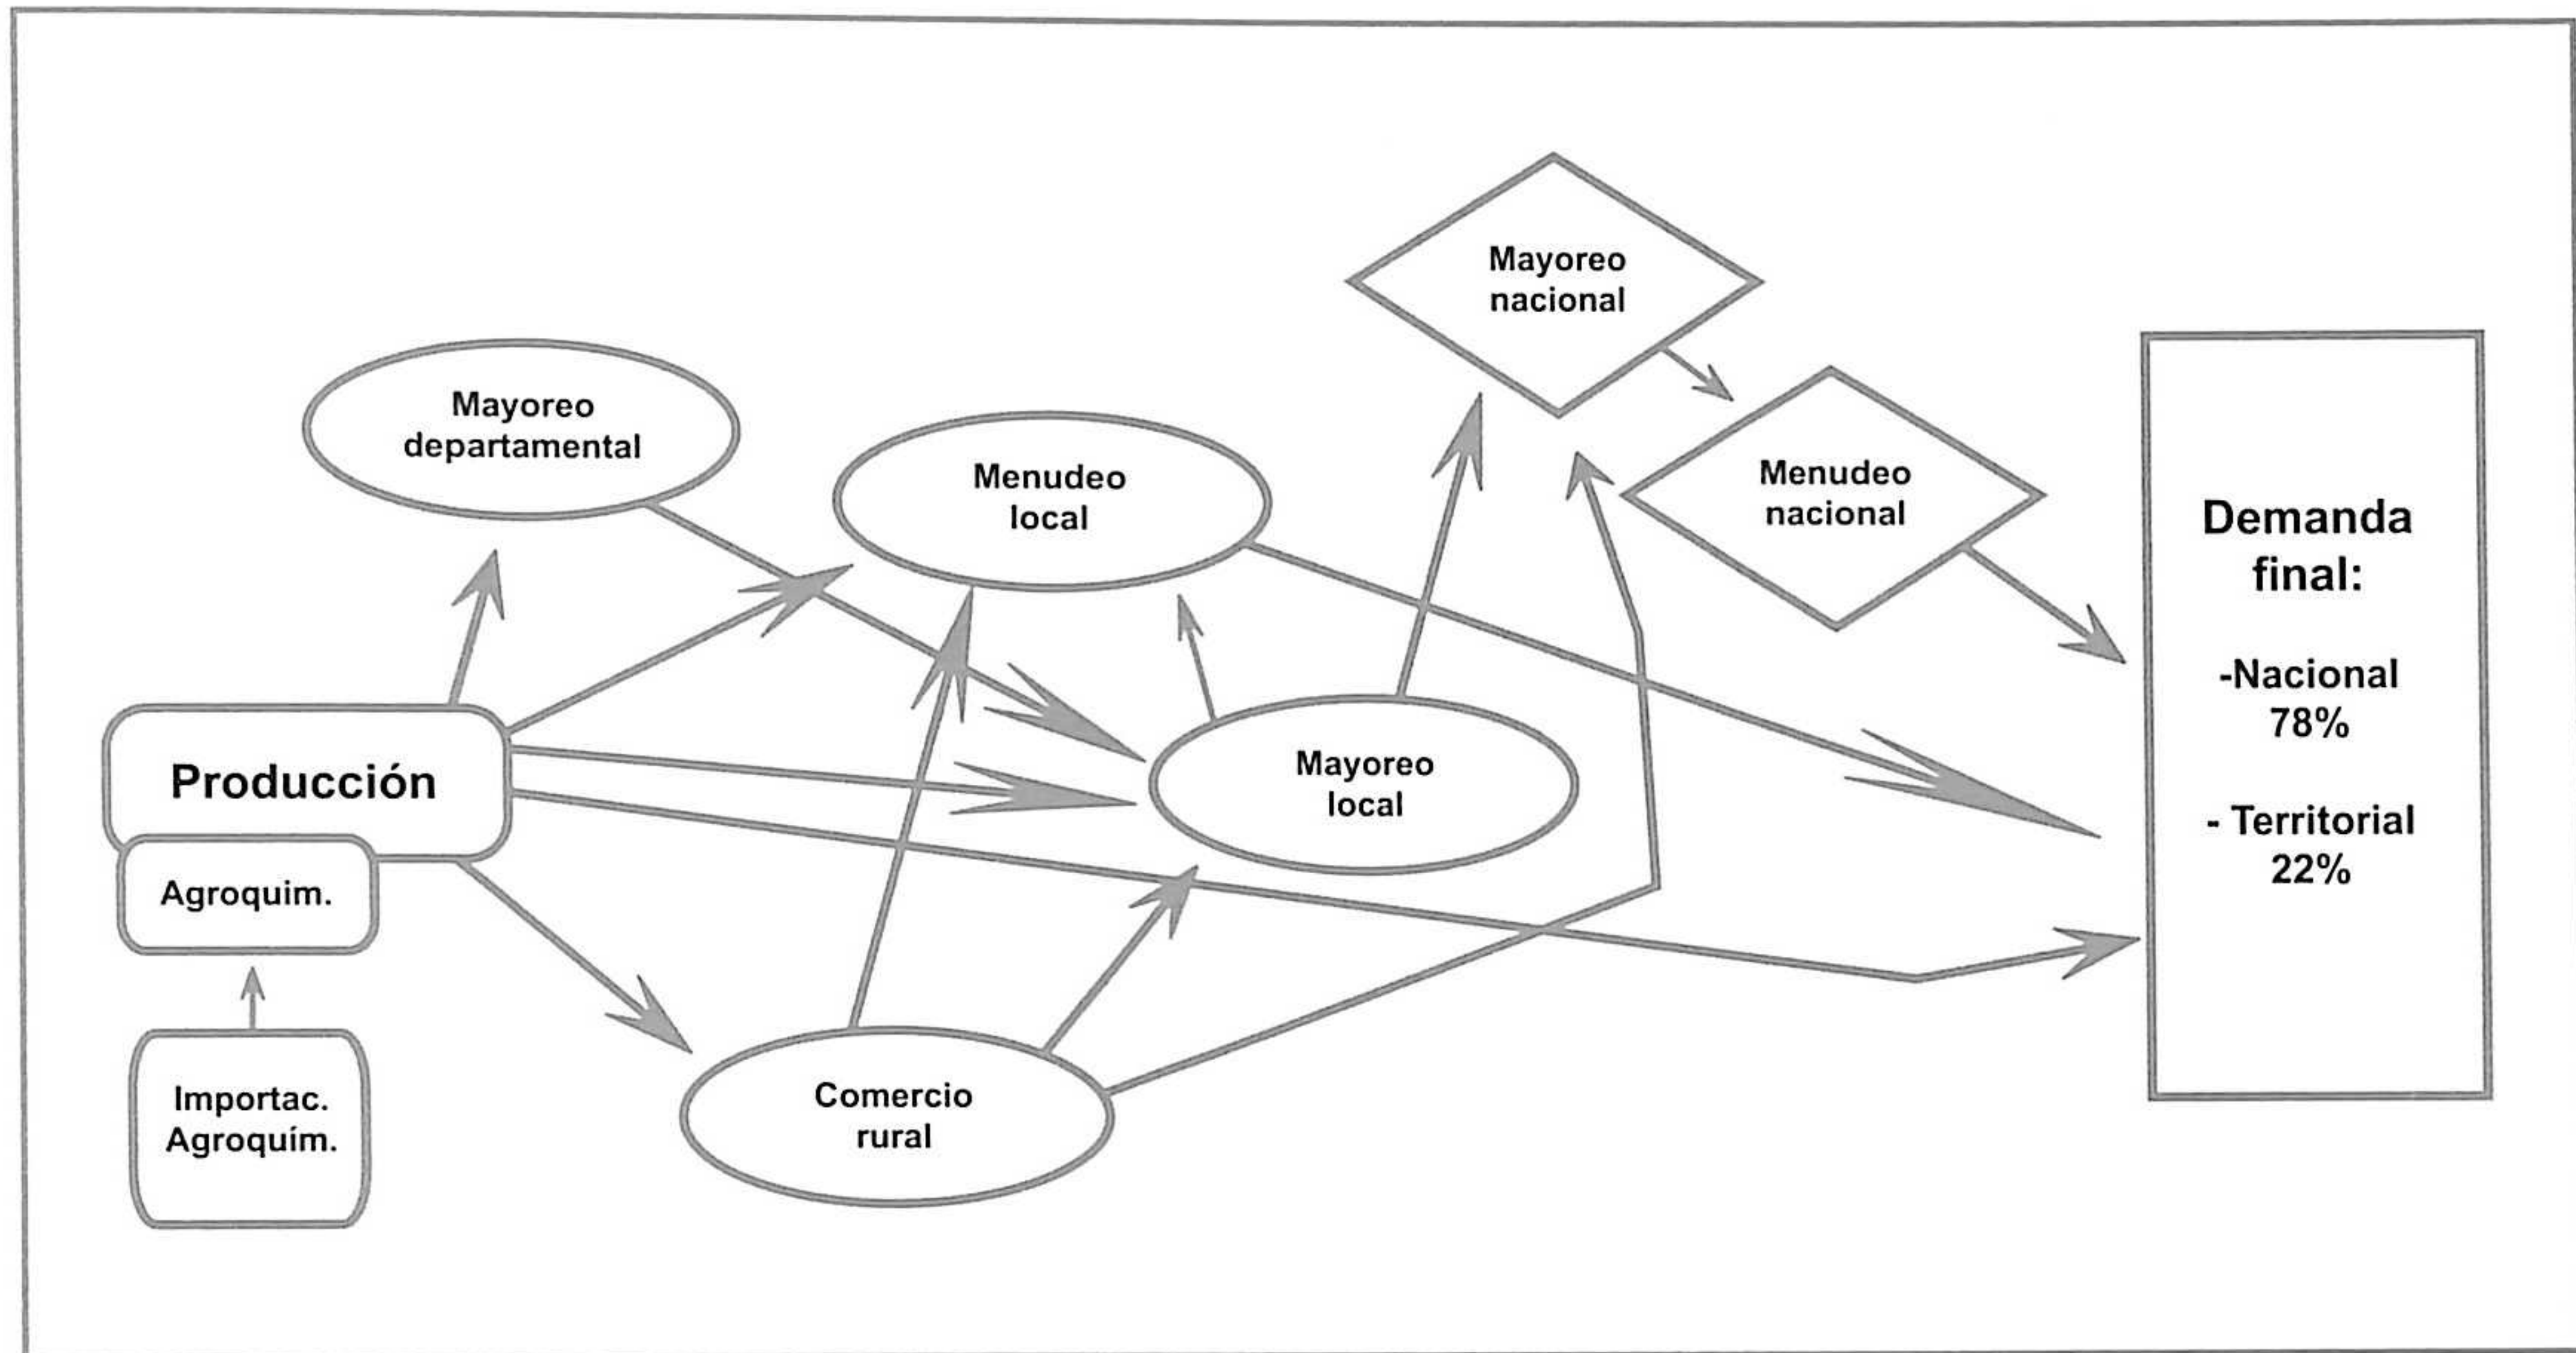 Mayoreo
nacional
Mayoreo
departamental
Menudeo
local
Menudeo
nacional
Demanda
final:
-Nacional
78%
- Territorial
22%
Producción
Mayoreo
local
Agroquim.
Importac.
Agroquím.
Comercio
rural